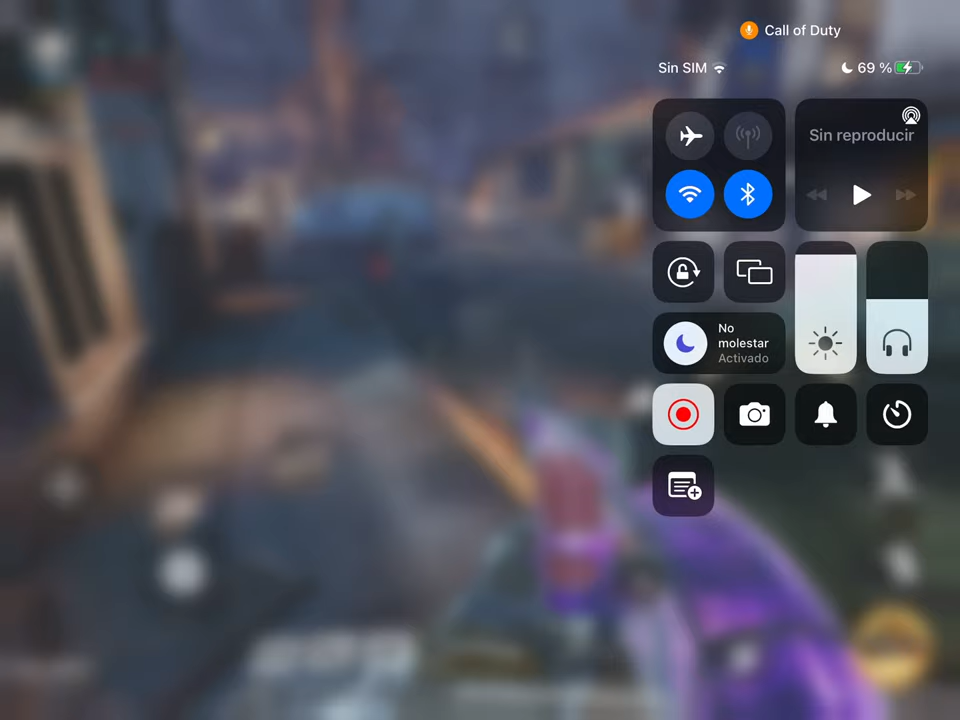 Call of Duty
Sin SIM
69 %
Sin reproducir
No
molestar
Activado